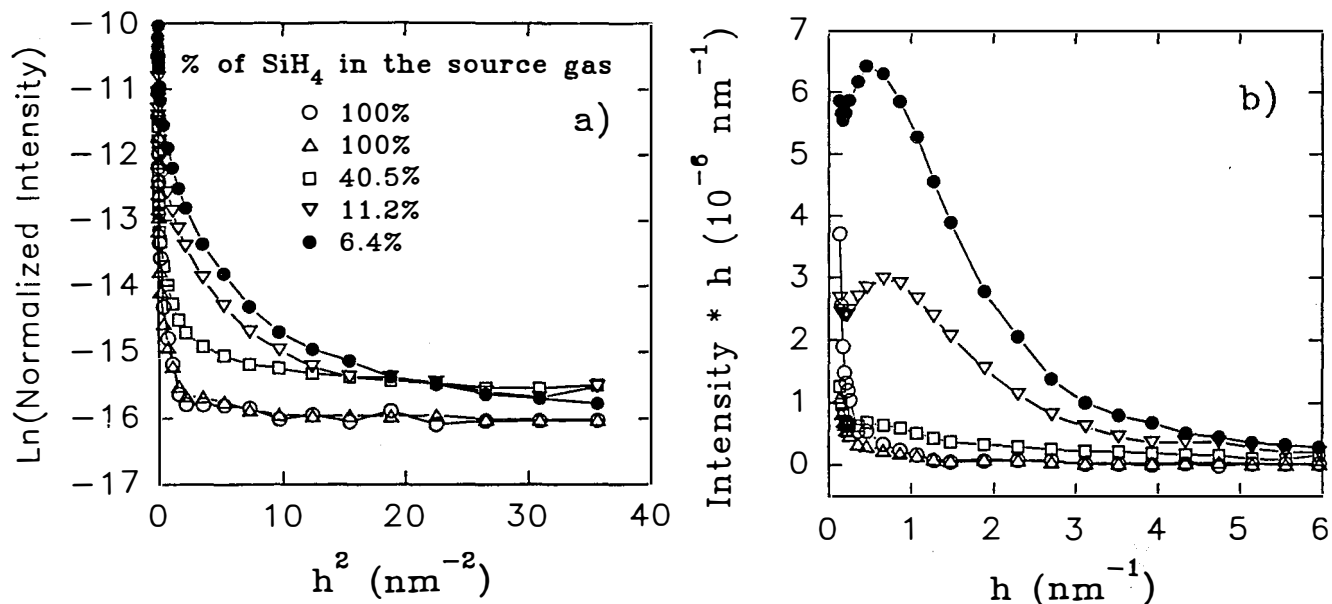 Ln(Normalized Intensity)
−10
−11
−12
−13
−14
−15
−16
−17
% of SiH4 in the source gas
100%
100%
40.5%
11.2%
6.4%
a)
0 10 20 30 40
h² (nm⁻²)
Intensity * h (10⁻⁶ nm⁻¹)
7
6
5
4
3
2
1
0
b)
0 1 2 3 4 5 6
h (nm⁻¹)